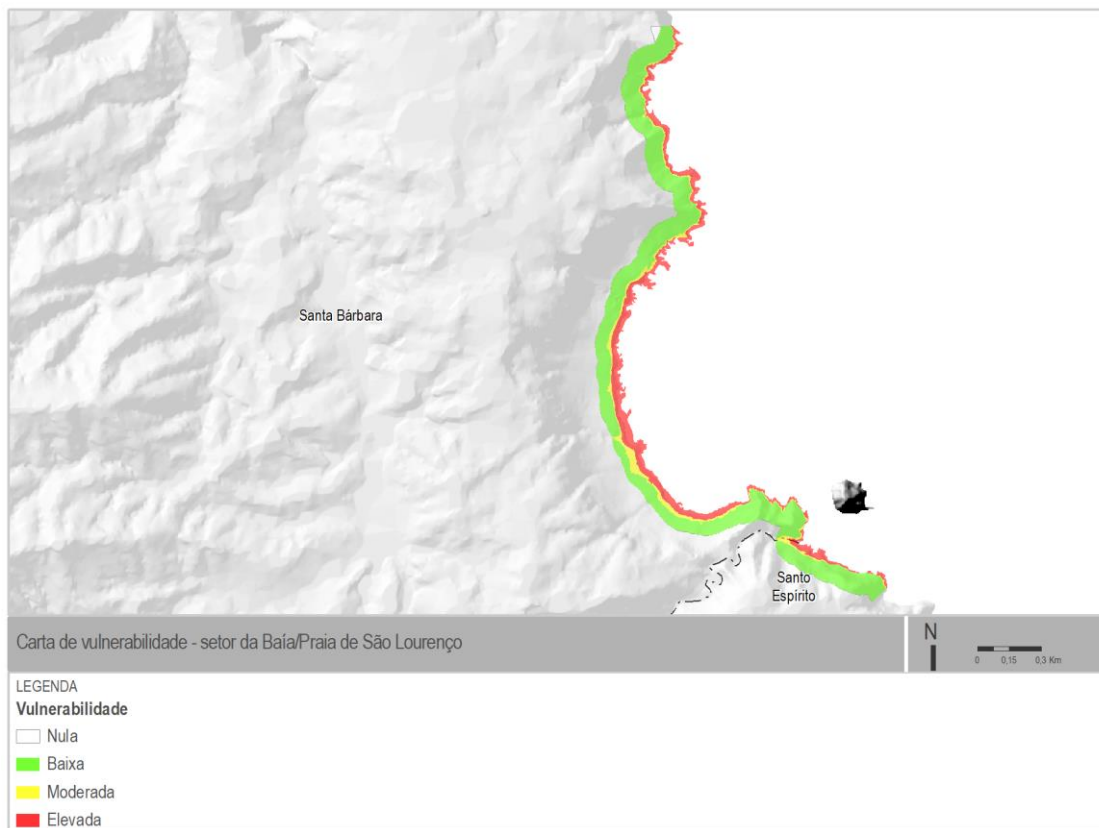 Santa Bárbara
Santo
Espírito
Carta de vulnerabilidade - setor da Baía/Praia de São Lourenço
N
0 0,15 0,3 Km
LEGENDA
Vulnerabilidade
Nula
Baixa
Moderada
Elevada